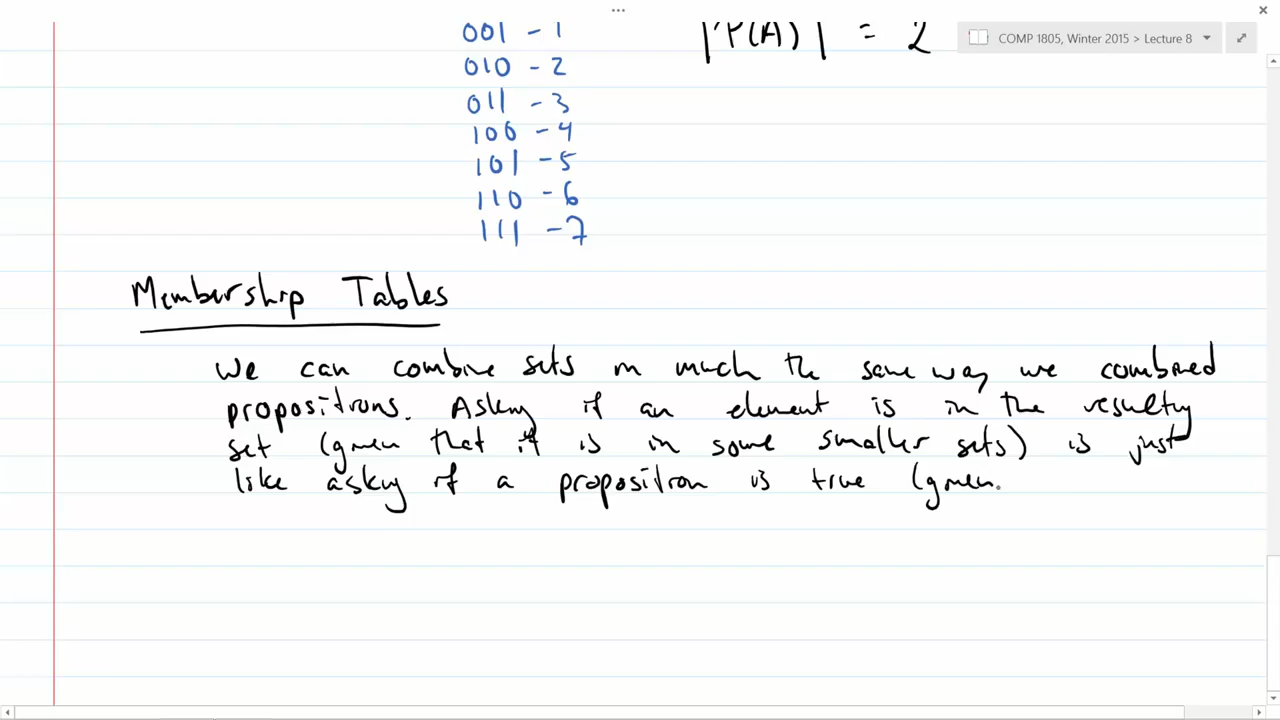 ...
COMP 1805, Winter 2015 > Lecture 8
001 - 1
|P(A)| = 2
010 - 2
011 - 3
100 - 4
101 - 5
110 - 6
111 - 7
Membership Tables
We can combine sets in much the same way we combined
propositions. Asking if an element is in the resulting
set (given that it is in some smaller sets) is just
like asking if a proposition is true (given